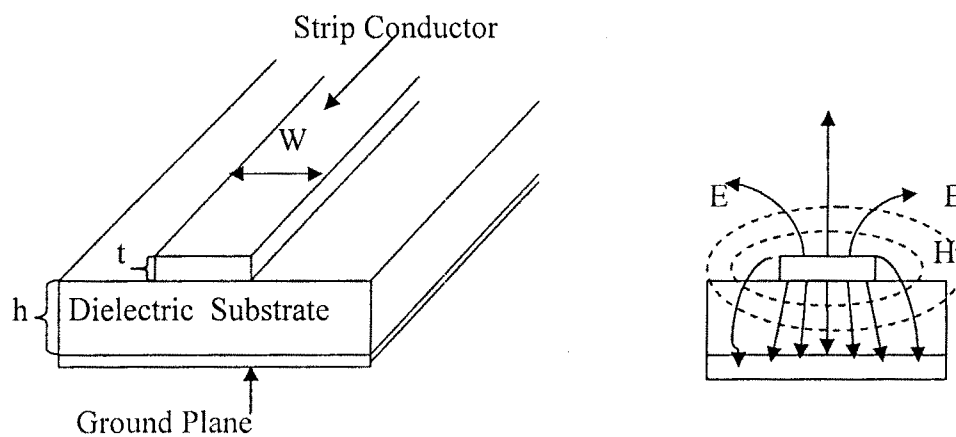 Strip Conductor
W
t
h
Dielectric Substrate
Ground Plane
E
E
H